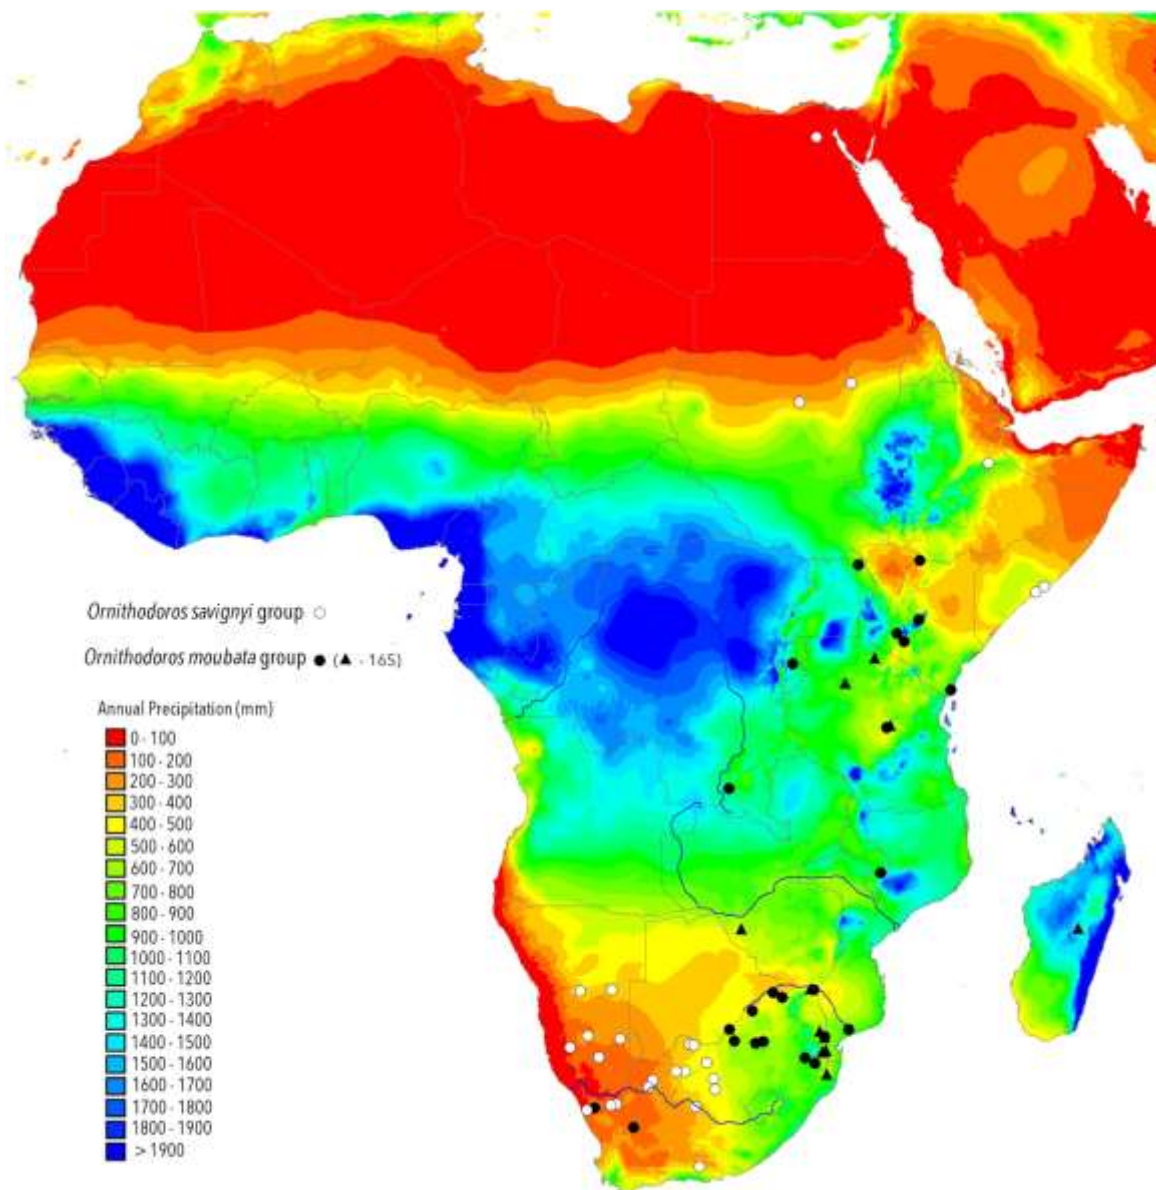 Ornithodoros savignyi group ○
Ornithodoros moubata group ● (▲ - 16S)
Annual Precipitation (mm)
0 - 100
100 - 200
200 - 300
300 - 400
400 - 500
500 - 600
600 - 700
700 - 800
800 - 900
900 - 1000
1000 - 1100
1100 - 1200
1200 - 1300
1300 - 1400
1400 - 1500
1500 - 1600
1600 - 1700
1700 - 1800
1800 - 1900
> 1900